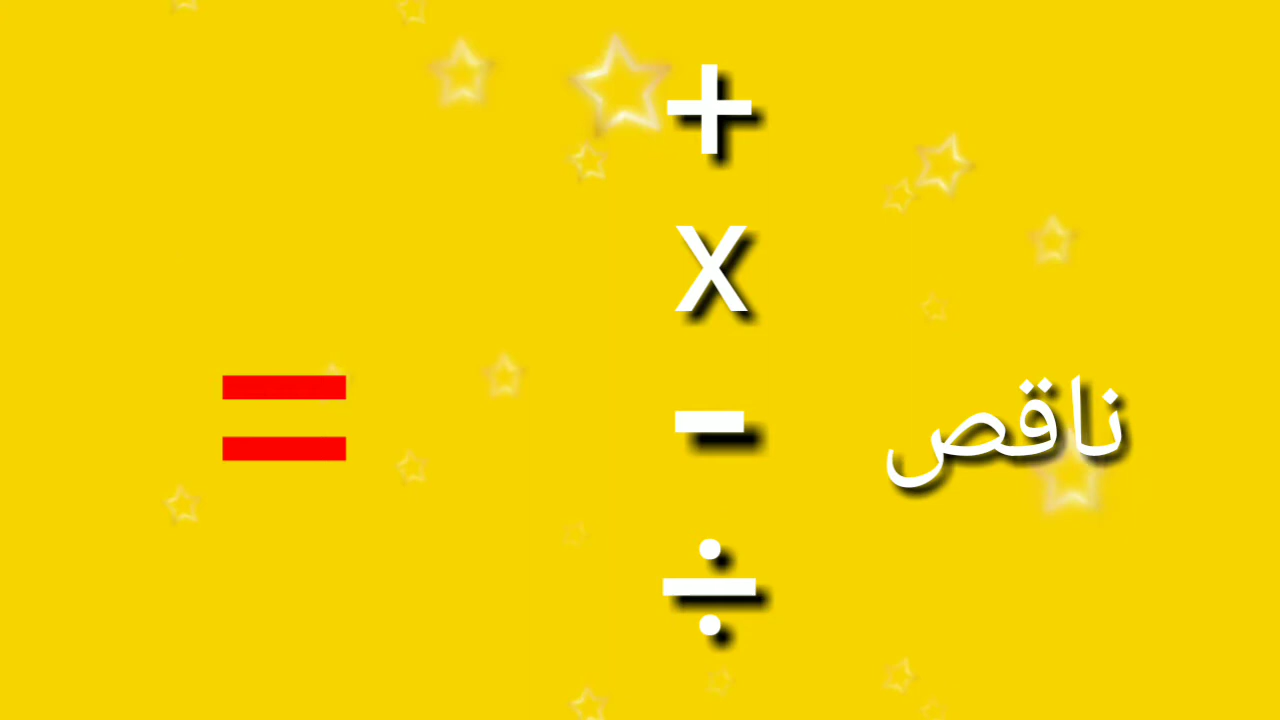 +
x
- ناقص
÷
=